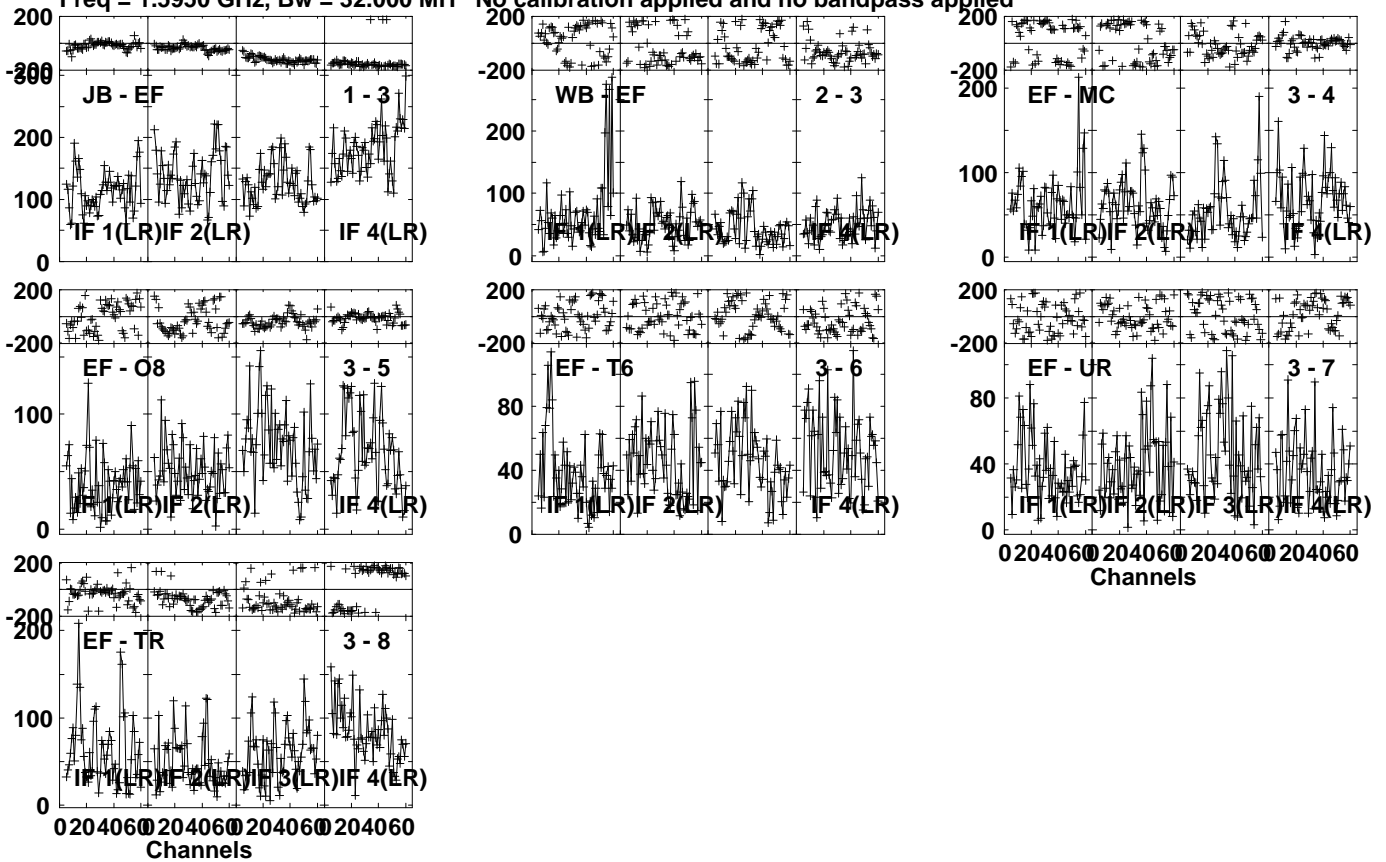 Freq = 1.5950 GHz, Bw = 32.000 MH No calibration applied and no bandpass applied
200
-200
300
200
100
0
JB - EF
1 - 3
IF 1(LR)
IF 2(LR)
IF 4(LR)
200
-200
200
100
0
WB - EF
2 - 3
IF 1(LR)
IF 2(LR)
IF 4(LR)
200
-200
200
100
0
EF - MC
3 - 4
IF 1(LR)
IF 2(LR)
IF 4(LR)
200
-200
100
0
EF - O8
3 - 5
IF 1(LR)
IF 2(LR)
IF 4(LR)
200
-200
80
40
0
EF - T6
3 - 6
IF 1(LR)
IF 2(LR)
IF 4(LR)
200
-200
80
40
0
EF - UR
3 - 7
IF 1(LR)
IF 2(LR)
IF 3(LR)
IF 4(LR)
0 20 40 60 0 20 40 60 0 20 40 60 0 20 40 60
Channels
200
-200
200
100
0
EF - TR
3 - 8
IF 1(LR)
IF 2(LR)
IF 3(LR)
IF 4(LR)
0 20 40 60 0 20 40 60 0 20 40 60 0 20 40 60
Channels